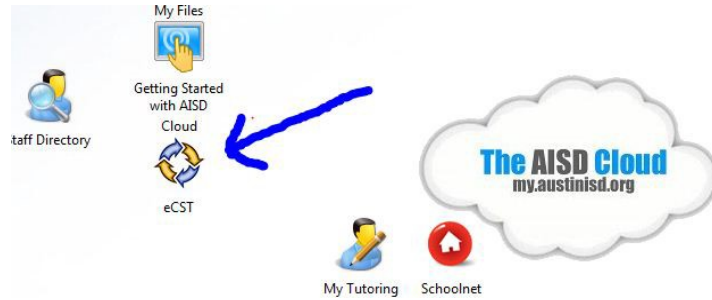 My Files
Getting Started
with AISD
Cloud
taff Directory
eCST
The AISD Cloud
my.austinisd.org
My Tutoring
Schoolnet